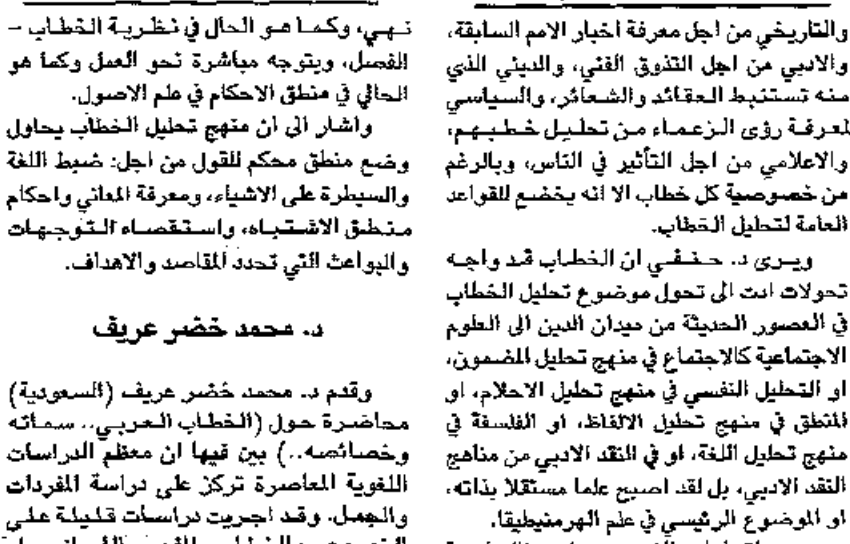 والتاريخي من اجل معرفة اخبار الامم السابقة،
والادبي من اجل التذوق الفني، والديني الذي
منه تستنبط العقائد والشعائر، والسياسي
لمعرفة رؤى الزعماء من تحليل خطبهم،
والاعلامي من اجل التأثير في الناس، وبالرغم
من خصوصية كل خطاب الا انه يخضع للقواعد
العامة لتحليل الخطاب.
ويرى د. حنفي ان الخطاب قد واجه
تحولات ادت الى تحول موضوع تحليل الخطاب
في العصور الحديثة من ميدان الدين الى العلوم
الاجتماعية كالاجتماع في منهج تحليل المضمون،
او التحليل النفسي في منهج تحليل الاحلام، او
المنطق في منهج تحليل الالفاظ، او الفلسفة في
منهج تحليل اللغة، او في النقد الادبي من مناهج
النقد الادبي، بل لقد اصبح علما مستقلا بذاته،
او الموضوع الرئيسي في علم الهرمنيطيقا.
نهي، وكما هو الحال في نظرية الخطاب –
الفصل، ويتوجه مباشرة نحو العمل وكما هو
الحالي في منطق الاحكام في علم الاصول.
واشار الى ان منهج تحليل الخطاب يحاول
وضع منطق محكم للقول من اجل: ضبط اللغة
والسيطرة على الاشياء، ومعرفة المعاني واحكام
منطق الاشتباه، واستقصاء التوجهات
والبواعث التي تحدد المقاصد والاهداف.
د. محمد خضر عريف
وقدم د. محمد خضر عريف (السعودية)
محاضرة حول (الخطاب العربي.. سماته
وخصائصه..) بين فيها ان معظم الدراسات
اللغوية المعاصرة تركز على دراسة المفردات
والجمل. وقد اجريت دراسات قليلة على